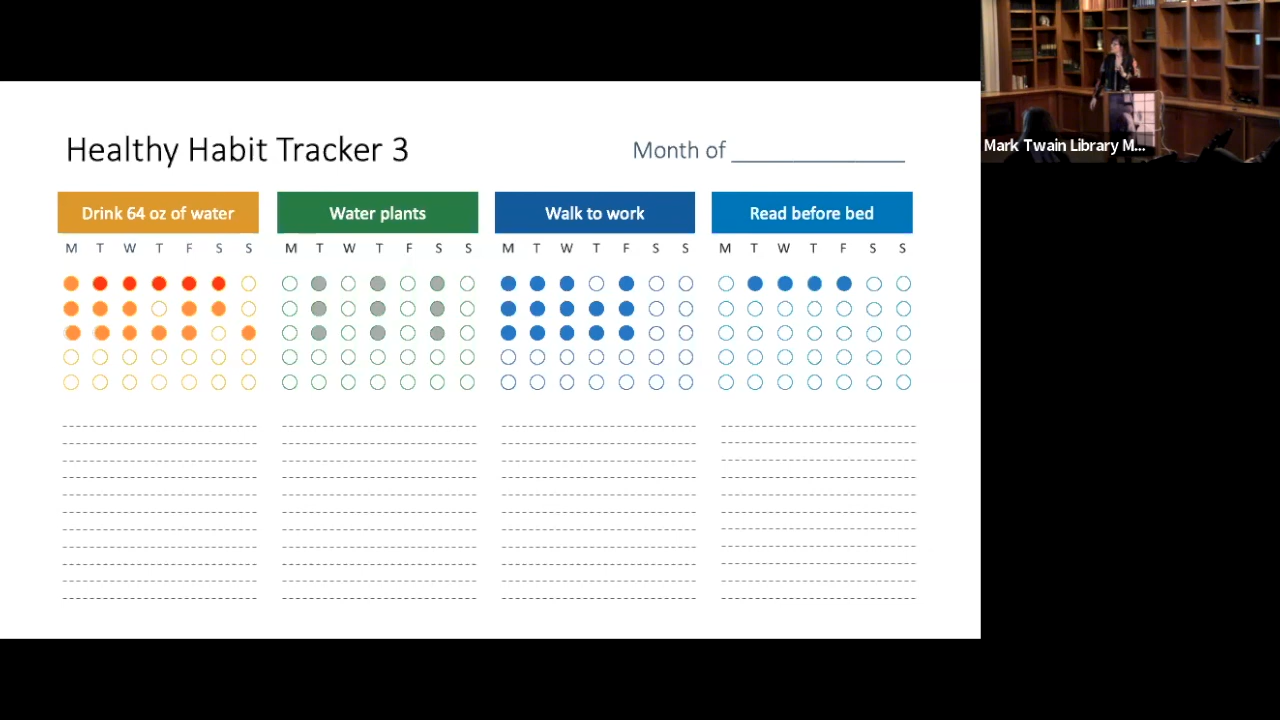 Healthy Habit Tracker 3
Month of _______________
Drink 64 oz of water
Water plants
Walk to work
Read before bed
M T W T F S S
M T W T F S S
M T W T F S S
M T W T F S S
Mark Twain Library M...